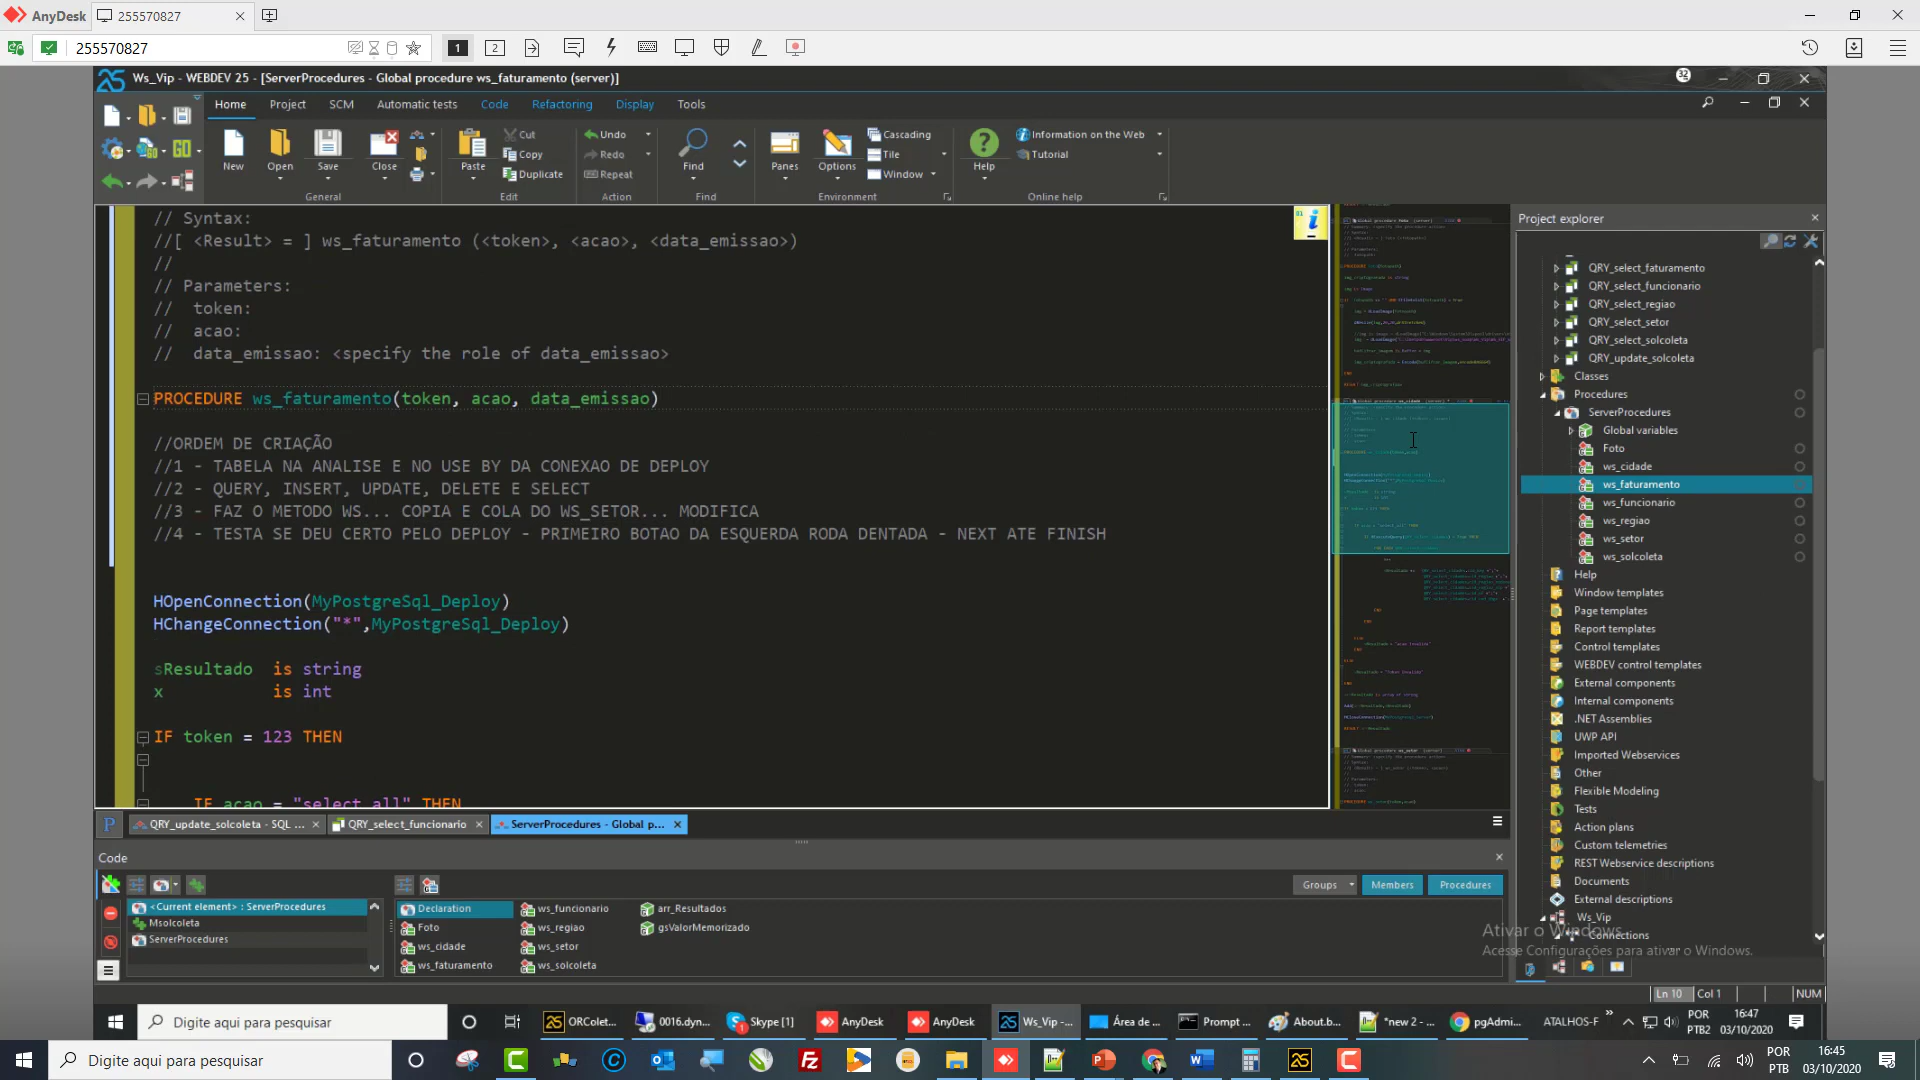 AnyDesk
255570827
255570827
1
2
Ws_Vip - WEBDEV 25 - [ServerProcedures - Global procedure ws_faturamento (server)]
32
Home Project SCM Automatic tests Code Refactoring Display Tools
New Open Save Close
Paste Cut Copy Duplicate
Undo Redo Repeat
Find
Panes Options Cascading Tile Window
Help Information on the Web Tutorial
General Edit Action Find Environment Online help
// Syntax:
//[ <Result> = ] ws_faturamento (<token>, <acao>, <data_emissao>)
//
// Parameters:
// token:
// acao:
// data_emissao: <specify the role of data_emissao>
PROCEDURE ws_faturamento(token, acao, data_emissao)
//ORDEM DE CRIAÇÃO
//1 - TABELA NA ANALISE E NO USE BY DA CONEXAO DE DEPLOY
//2 - QUERY, INSERT, UPDATE, DELETE E SELECT
//3 - FAZ O METODO WS... COPIA E COLA DO WS_SETOR... MODIFICA
//4 - TESTA SE DEU CERTO PELO DEPLOY - PRIMEIRO BOTAO DA ESQUERDA RODA DENTADA - NEXT ATE FINISH
HOpenConnection(MyPostgreSql_Deploy)
HChangeConnection("*",MyPostgreSql_Deploy)
sResultado is string
x is int
IF token = 123 THEN
IF acao = "select_all" THEN
Project explorer
QRY_select_faturamento
QRY_select_funcionario
QRY_select_regiao
QRY_select_setor
QRY_select_solcoleta
QRY_update_solcoleta
Classes
Procedures
ServerProcedures
Global variables
Foto
ws_cidade
ws_faturamento
ws_funcionario
ws_regiao
ws_setor
ws_solcoleta
Help
Window templates
Page templates
Report templates
Control templates
WEBDEV control templates
External components
Internal components
.NET Assemblies
UWP API
Imported Webservices
Other
Flexible Modeling
Tests
Action plans
Custom telemetries
REST Webservice descriptions
Documents
External descriptions
Ws_Vip
Connections
QRY_update_solcoleta - SQL ... QRY_select_funcionario ServerProcedures - Global p...
Code
Groups Members Procedures
<Current element> : ServerProcedures
Msolcoleta
ServerProcedures
Declaration ws_funcionario arr_Resultados
Foto ws_regiao gsValorMemorizado
ws_cidade ws_setor
ws_faturamento ws_solcoleta
Ativar o Windows
Acesse Configurações para ativar o Windows.
Ln 10 Col 1 NUM
Digite aqui para pesquisar
ORColet... 0016.dyn... Skype [1] AnyDesk AnyDesk Ws_Vip -... Área de ... Prompt ... About.b... *new 2 - ... pgAdmi... ATALHOS-F
POR
PTB2
16:47
03/10/2020
Digite aqui para pesquisar
POR
PTB
16:45
03/10/2020